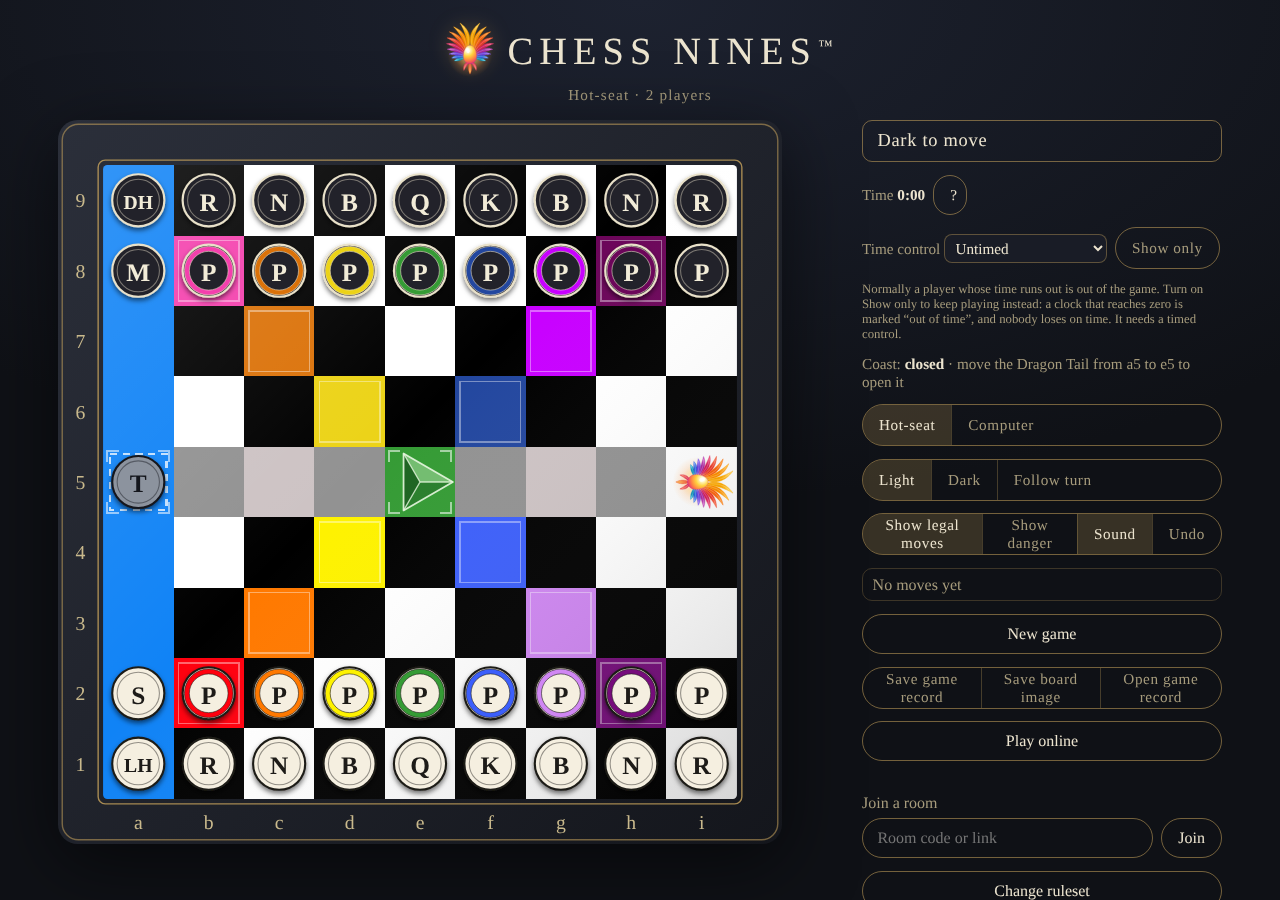 CHESS NINES™
Hot-seat · 2 players
9 DH R N B Q K B N R
8 M P P P P P P P P
7
6
5 T
4
3
2 S P P P P P P P P
1 LH R N B Q K B N R
a b c d e f g h i
Dark to move
Time 0:00 ?
Time control Untimed Show only
Normally a player whose time runs out is out of the game. Turn on
Show only to keep playing instead: a clock that reaches zero is
marked “out of time”, and nobody loses on time. It needs a timed
control.
Coast: closed · move the Dragon Tail from a5 to e5 to
open it
Hot-seat Computer
Light Dark Follow turn
Show legal moves Show danger Sound Undo
No moves yet
New game
Save game record Save board image Open game record
Play online
Join a room
Room code or link Join
Change ruleset